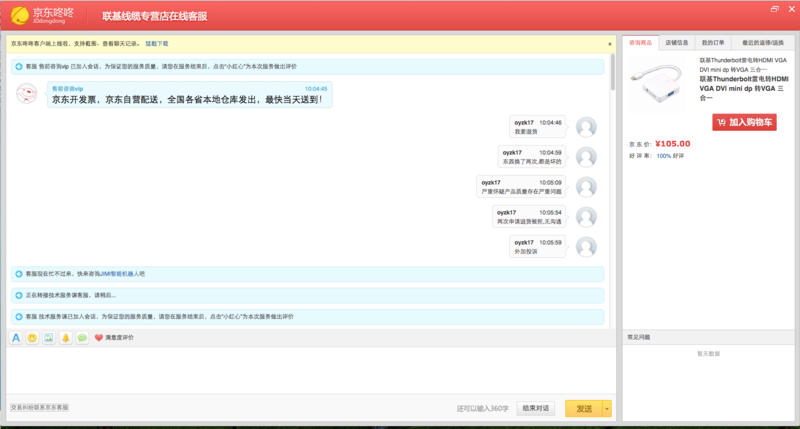 京东咚咚
JDdongdong
联基线缆专营店在线客服
京东咚咚客户端上线啦，支持截图、查看聊天记录。 猛戳下载
客服 售前咨询vip 已加入会话，为保证您的服务质量，请您在服务结束后，点击“小红心”为本次服务做出评价
售前咨询vip 10:04:45
京东开发票，京东自营配送，全国各省本地仓库发出，最快当天送到！
oyzk17 10:04:46
我要退货
oyzk17 10:04:59
东西换了两次,都是坏的
oyzk17 10:05:09
严重怀疑产品质量存在严重问题
oyzk17 10:05:54
再次申请退货被拒,无沟通
oyzk17 10:05:59
外加投诉
客服现在忙不过来，快来咨询JIMI智能机器人吧
正在转接技术服务课客服，请稍后...
客服 技术服务课已加入会话，为保证您的服务质量，请您在服务结束后，点击“小红心”为本次服务做出评价
A 满意度评价
交易纠纷联系京东客服
还可以输入360字
结束对话
发送
咨询商品 店铺信息 我的订单 最近的返修/退换
联基Thunderbolt雷电转HDMI VGA
DVI mini dp 转VGA 三合一
联基Thunderbolt雷电转HDMI
VGA DVI mini dp 转VGA 三
合一
加入购物车
京 东 价: ¥105.00
好 评 率: 100% 好评
常见问题
暂无数据